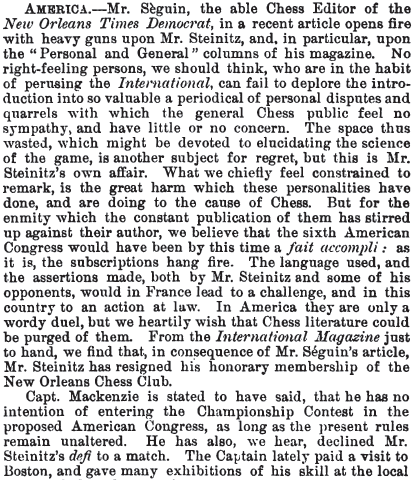 AMERICA.—Mr. Sèguin, the able Chess Editor of the
New Orleans Times Democrat, in a recent article opens fire
with heavy guns upon Mr. Steinitz, and, in particular, upon
the "Personal and General" columns of his magazine. No
right-feeling persons, we should think, who are in the habit
of perusing the International, can fail to deplore the intro-
duction into so valuable a periodical of personal disputes and
quarrels with which the general Chess public feel no
sympathy, and have little or no concern. The space thus
wasted, which might be devoted to elucidating the science
of the game, is another subject for regret, but this is Mr.
Steinitz's own affair. What we chiefly feel constrained to
remark, is the great harm which these personalities have
done, and are doing to the cause of Chess. But for the
enmity which the constant publication of them has stirred
up against their author, we believe that the sixth American
Congress would have been by this time a fait accompli: as
it is, the subscriptions hang fire. The language used, and
the assertions made, both by Mr. Steinitz and some of his
opponents, would in France lead to a challenge, and in this
country to an action at law. In America they are only a
wordy duel, but we heartily wish that Chess literature could
be purged of them. From the International Magazine just
to hand, we find that, in consequence of Mr. Séguin's article,
Mr. Steinitz has resigned his honorary membership of the
New Orleans Chess Club.
Capt. Mackenzie is stated to have said, that he has no
intention of entering the Championship Contest in the
proposed American Congress, as long as the present rules
remain unaltered. He has also, we hear, declined Mr.
Steinitz's defi to a match. The Captain lately paid a visit to
Boston, and gave many exhibitions of his skill at the local